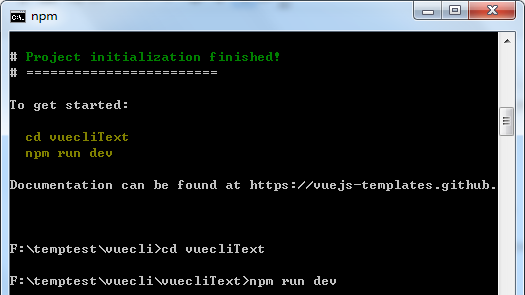 npm
# Project initialization finished!
# ========================
To get started:
cd vuecliText
npm run dev
Documentation can be found at https://vuejs-templates.github.
F:\temptest\vuecli>cd vuecliText
F:\temptest\vuecli\vuecliText>npm run dev